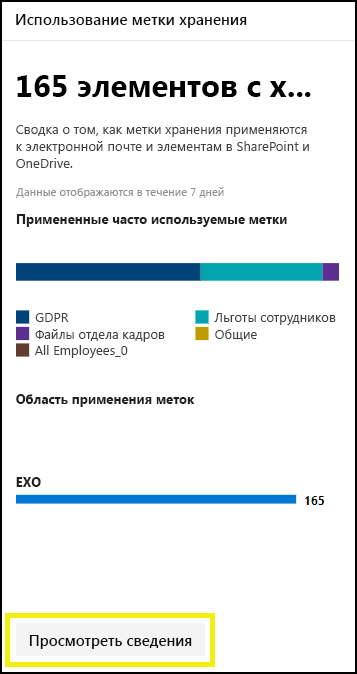 Использование метки хранения
165 элементов с х...
Сводка о том, как метки хранения применяются
к электронной почте и элементам в SharePoint и
OneDrive.
Данные отображаются в течение 7 дней
Примененные часто используемые метки
GDPR
Льготы сотрудников
Файлы отдела кадров
Общие
All Employees_0
Область применения меток
EXO
165
Просмотреть сведения